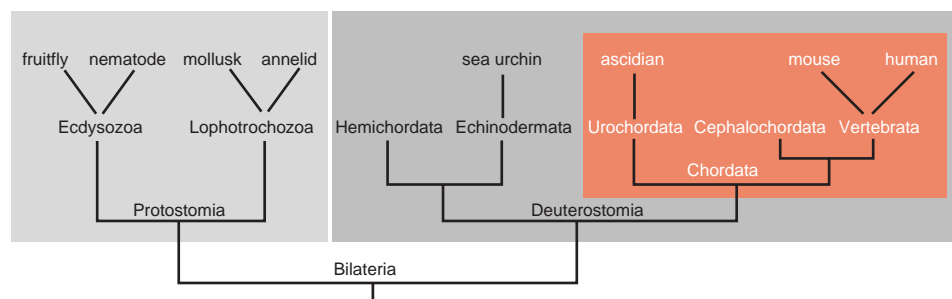 fruitfly nematode mollusk annelid sea urchin ascidian mouse human
Ecdysozoa Lophotrochozoa Hemichordata Echinodermata Urochordata Cephalochordata Vertebrata
Chordata
Protostomia Deuterostomia
Bilateria